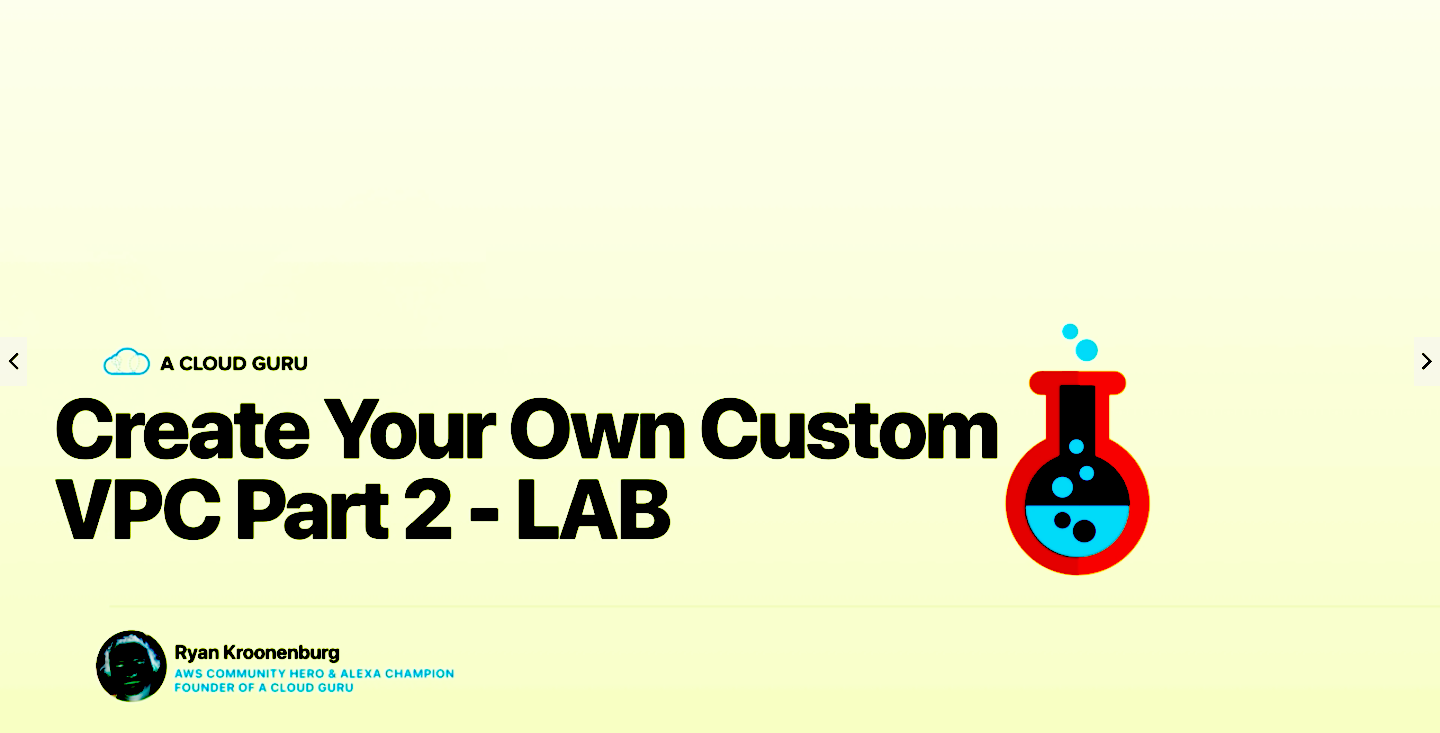 A CLOUD GURU
Create Your Own Custom
VPC Part 2 - LAB
Ryan Kroonenburg
AWS COMMUNITY HERO & ALEXA CHAMPION
FOUNDER OF A CLOUD GURU